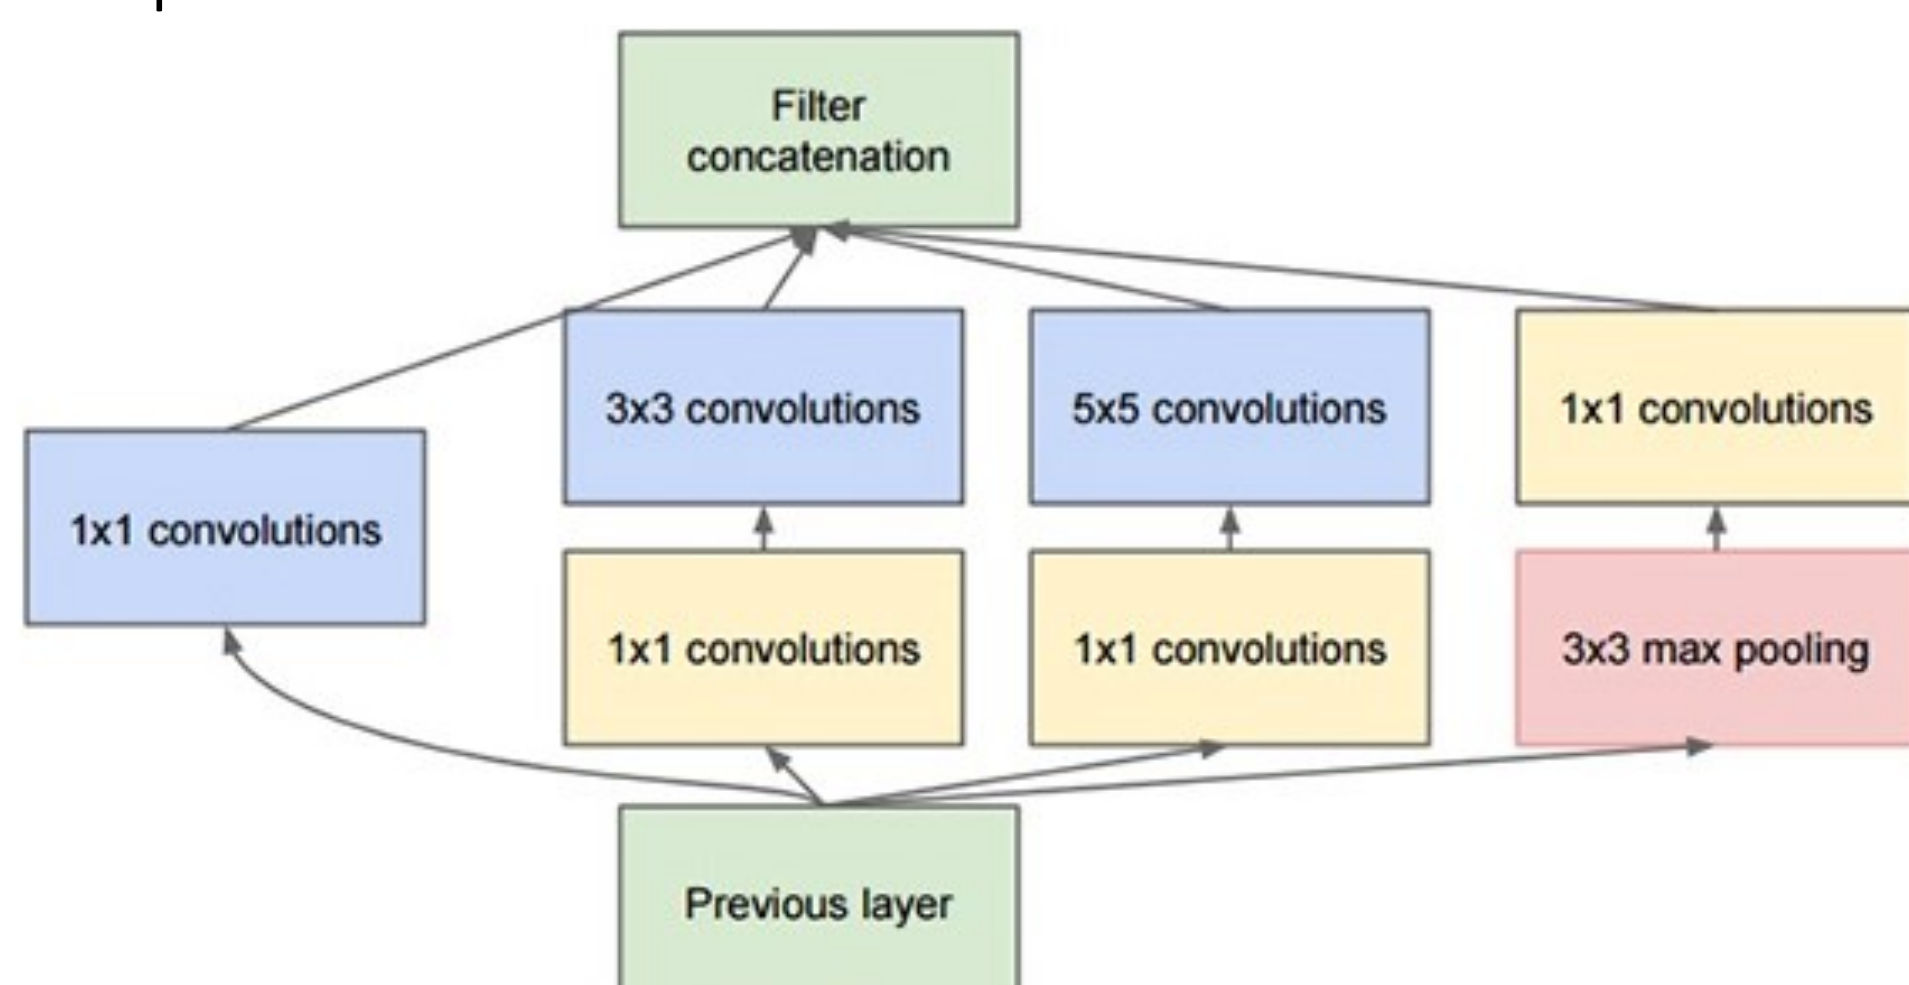 Filter
concatenation
3x3 convolutions
5x5 convolutions
1x1 convolutions
1x1 convolutions
1x1 convolutions
1x1 convolutions
3x3 max pooling
Previous layer